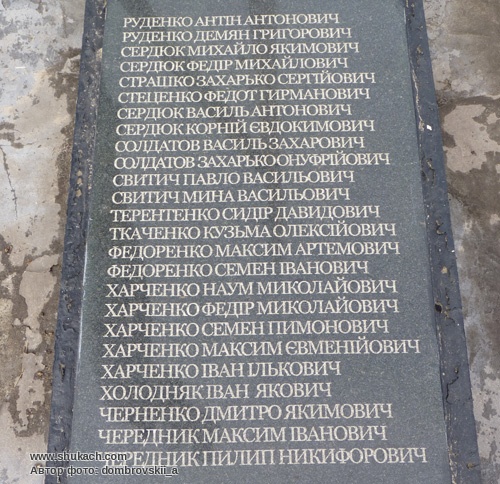 РУДЕНКО АНТІН АНТОНОВИЧ
РУДЕНКО ДЕМЯН ГРИГОРОВИЧ
СЕРДЮК МИХАЙЛО ЯКИМОВИЧ
СЕРДЮК ФЕДІР МИХАЙЛОВИЧ
СТРАШКО ЗАХАРЬКО СЕРГІЙОВИЧ
СТЕЦЕНКО ФЕДОТ ГИРМАНОВИЧ
СЕРДЮК ВАСИЛЬ АНТОНОВИЧ
СЕРДЮК КОРНІЙ ЄВДОКИМОВИЧ
СОЛДАТОВ ВАСИЛЬ ЗАХАРОВИЧ
СОЛДАТОВ ЗАХАРЬКО ОНУФРІЙОВИЧ
СВИТИЧ ПАВЛО ВАСИЛЬОВИЧ
СВИТИЧ МИНА ВАСИЛЬОВИЧ
ТЕРЕНТЕНКО СИДІР ДАВИДОВИЧ
ТКАЧЕНКО КУЗЬМА ОЛЕКСІЙОВИЧ
ФЕДОРЕНКО МАКСИМ АРТЕМОВИЧ
ФЕДОРЕНКО СЕМЕН ІВАНОВИЧ
ХАРЧЕНКО НАУМ МИКОЛАЙОВИЧ
ХАРЧЕНКО ФЕДІР МИКОЛАЙОВИЧ
ХАРЧЕНКО СЕМЕН ПИМОНОВИЧ
ХАРЧЕНКО МАКСИМ ЄВМЕНІЙОВИЧ
ХАРЧЕНКО ІВАН ІЛЬКОВИЧ
ХОЛОДНЯК ІВАН ЯКОВИЧ
ЧЕРНЕНКО ДМИТРО ЯКИМОВИЧ
ЧЕРЕДНИК МАКСИМ ІВАНОВИЧ
ЧЕРЕДНИК ПИЛИП НИКИФОРОВИЧ
www.shukach.com
Автор фото: dombrovskii_a